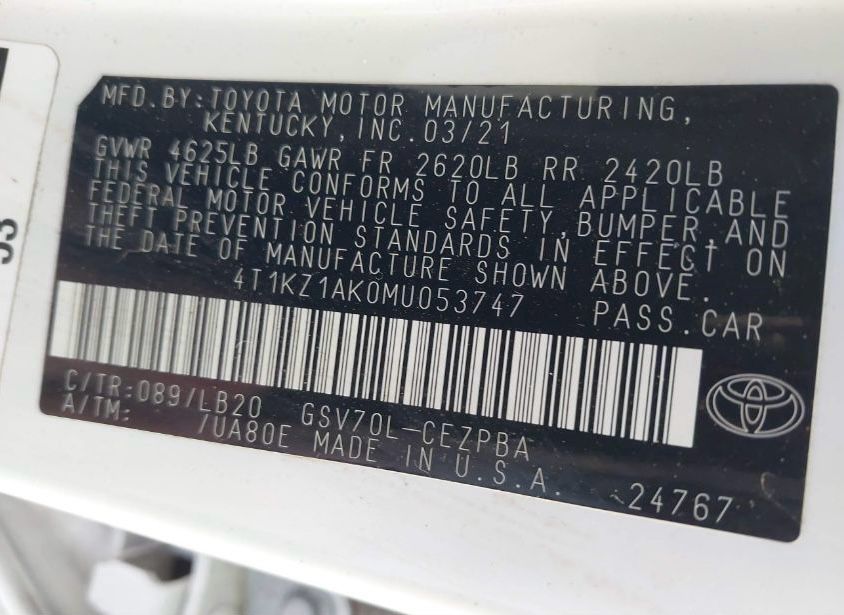 MFD.BY:TOYOTA MOTOR MANUFACTURING,
KENTUCKY, INC. 03/21
GVWR 4625LB GAWR FR 2620LB RR 2420LB
THIS VEHICLE CONFORMS TO ALL APPLICABLE
FEDERAL MOTOR VEHICLE SAFETY, BUMPER, AND
THEFT PREVENTION STANDARDS IN EFFECT ON
THE DATE OF MANUFACTURE SHOWN ABOVE.
4T1KZ1AK0MU053747 PASS.CAR
C/TR:089/LB20 GSV70L-CEZPBA
A/TM: /UA80E MADE IN U.S.A. 24767